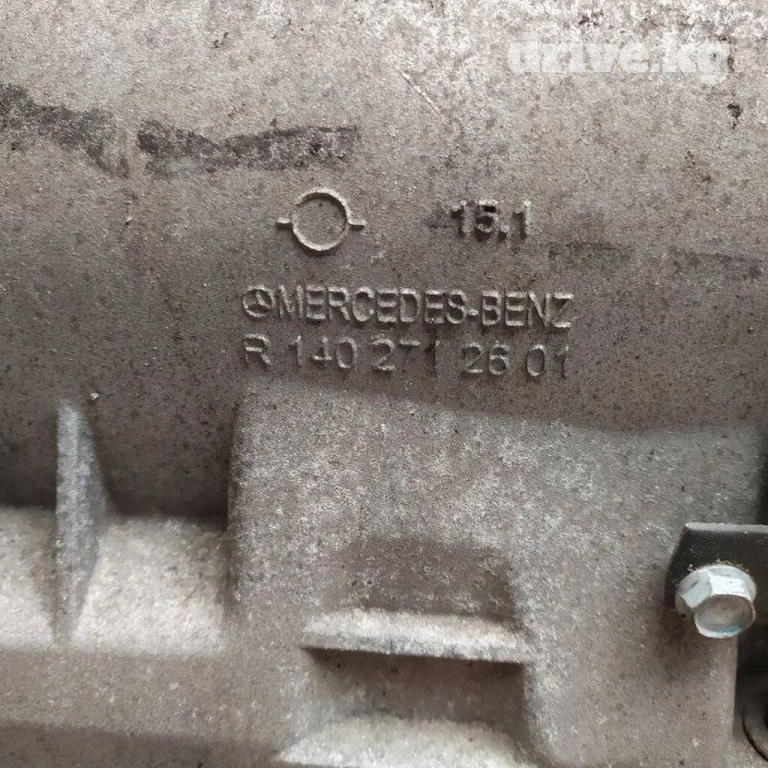 drive.kg
15.1
MERCEDES-BENZ
R 140 271 26 01